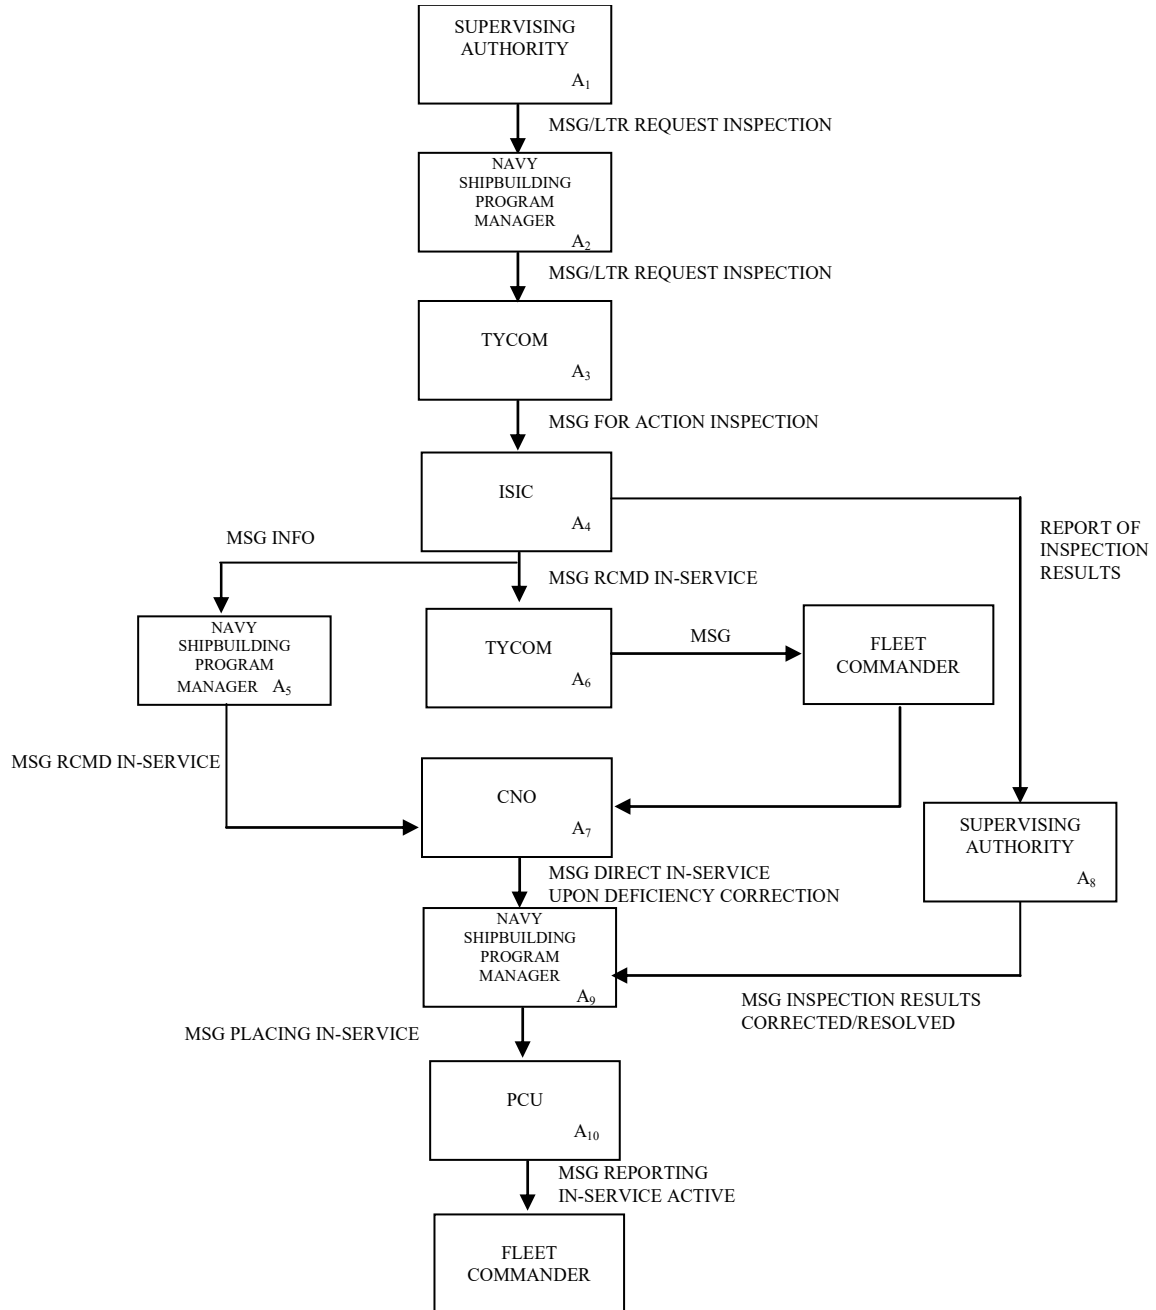 SUPERVISING
AUTHORITY
A₁
MSG/LTR REQUEST INSPECTION
NAVY
SHIPBUILDING
PROGRAM
MANAGER
A₂
MSG/LTR REQUEST INSPECTION
TYCOM
A₃
MSG FOR ACTION INSPECTION
ISIC
A₄
REPORT OF
INSPECTION
RESULTS
MSG INFO
MSG RCMD IN-SERVICE
NAVY
SHIPBUILDING
PROGRAM
MANAGER A₅
TYCOM
A₆
MSG
FLEET
COMMANDER
MSG RCMD IN-SERVICE
CNO
A₇
SUPERVISING
AUTHORITY
A₈
MSG DIRECT IN-SERVICE
UPON DEFICIENCY CORRECTION
NAVY
SHIPBUILDING
PROGRAM
MANAGER
A₉
MSG INSPECTION RESULTS
CORRECTED/RESOLVED
MSG PLACING IN-SERVICE
PCU
A₁₀
MSG REPORTING
IN-SERVICE ACTIVE
FLEET
COMMANDER